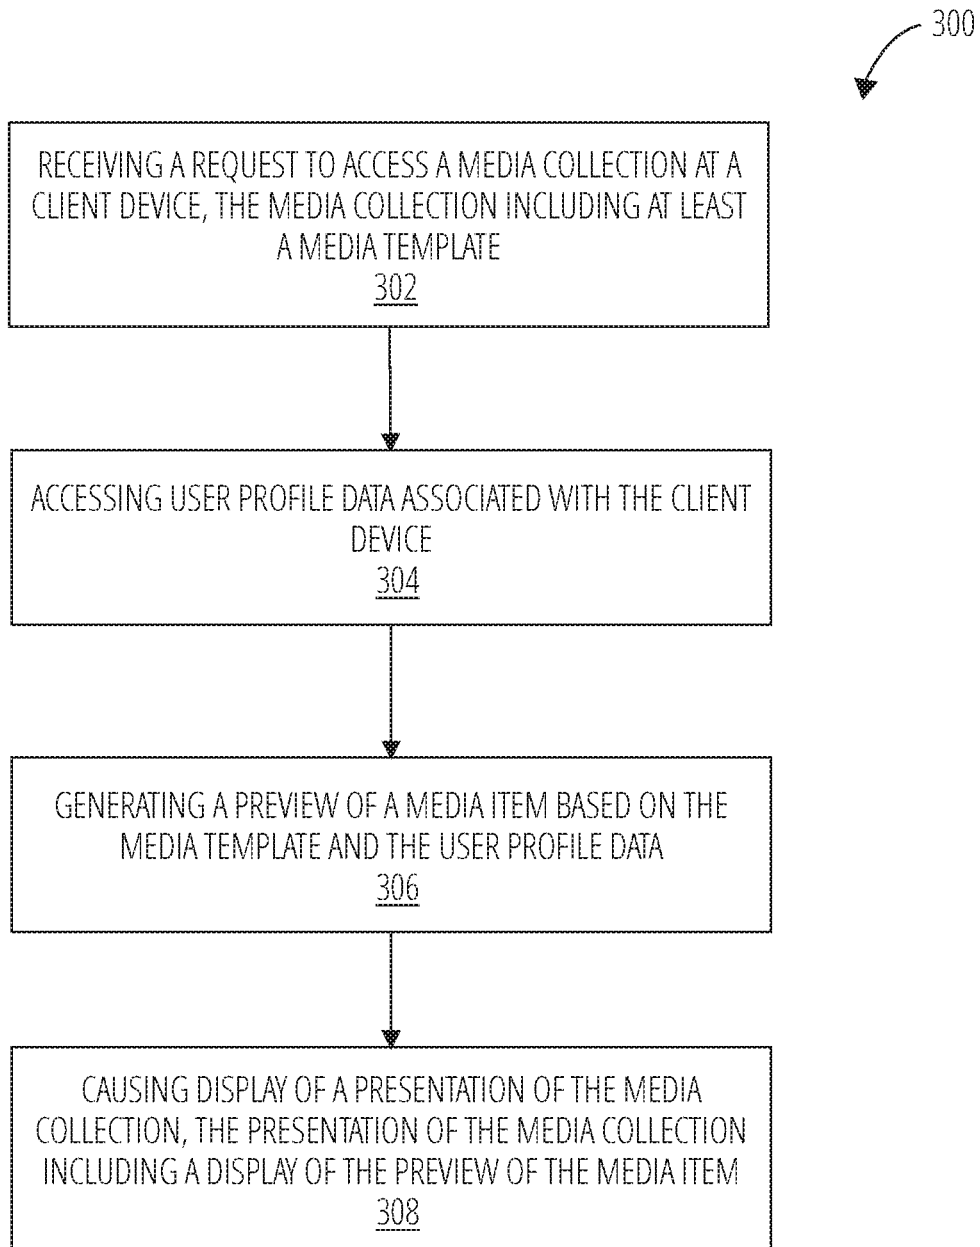 300
RECEIVING A REQUEST TO ACCESS A MEDIA COLLECTION AT A
CLIENT DEVICE, THE MEDIA COLLECTION INCLUDING AT LEAST
A MEDIA TEMPLATE
302
ACCESSING USER PROFILE DATA ASSOCIATED WITH THE CLIENT
DEVICE
304
GENERATING A PREVIEW OF A MEDIA ITEM BASED ON THE
MEDIA TEMPLATE AND THE USER PROFILE DATA
306
CAUSING DISPLAY OF A PRESENTATION OF THE MEDIA
COLLECTION, THE PRESENTATION OF THE MEDIA COLLECTION
INCLUDING A DISPLAY OF THE PREVIEW OF THE MEDIA ITEM
308